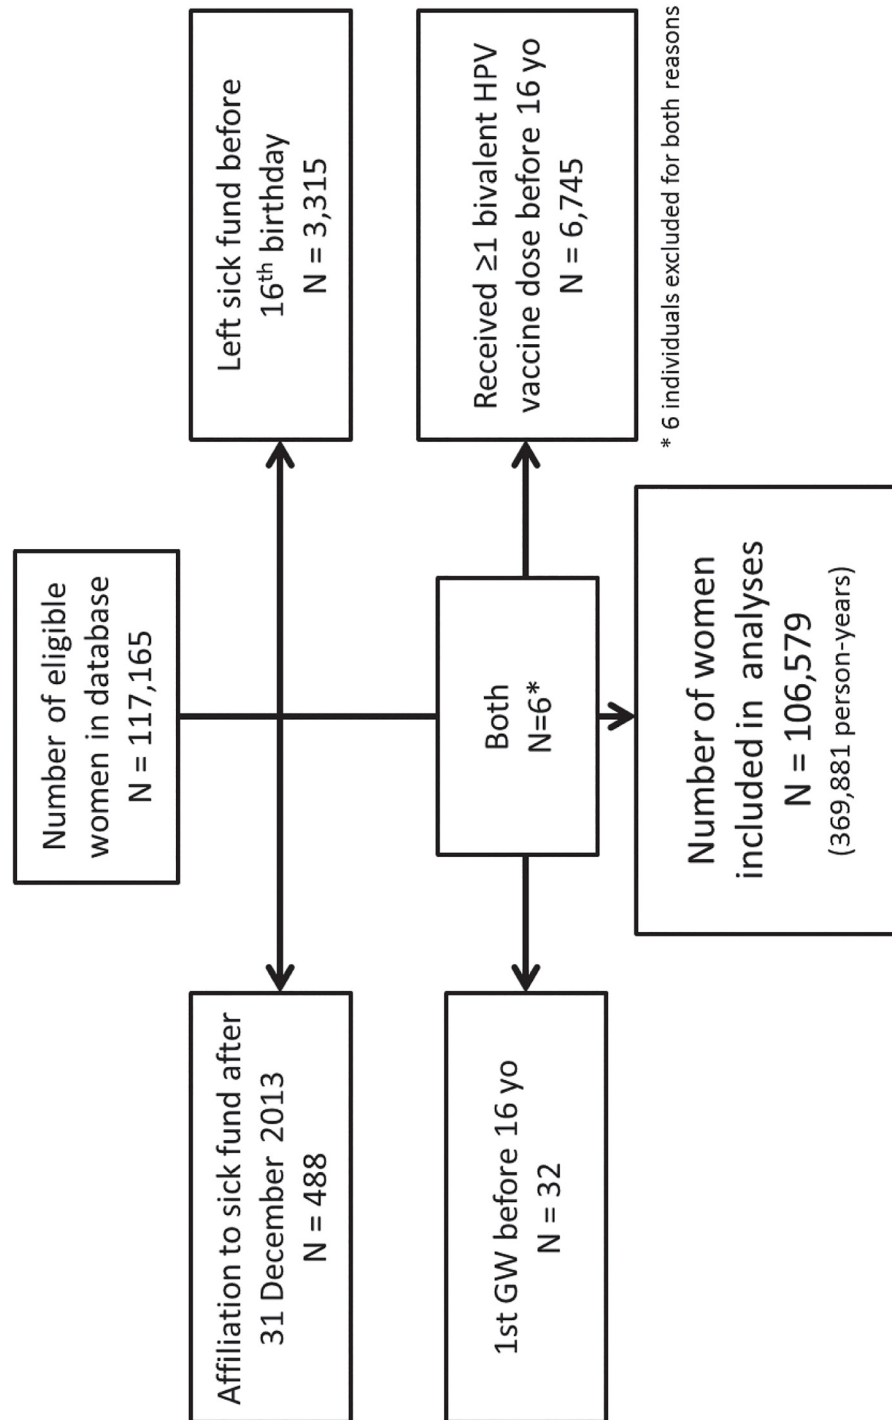 Number of eligible
women in database
N = 117,165
Affiliation to sick fund after
31 December 2013
N = 488
Left sick fund before
16th birthday
N = 3,315
1st GW before 16 yo
N = 32
Both
N=6*
Received ≥1 bivalent HPV
vaccine dose before 16 yo
N = 6,745
* 6 individuals excluded for both reasons
Number of women
included in analyses
N = 106,579
(369,881 person-years)